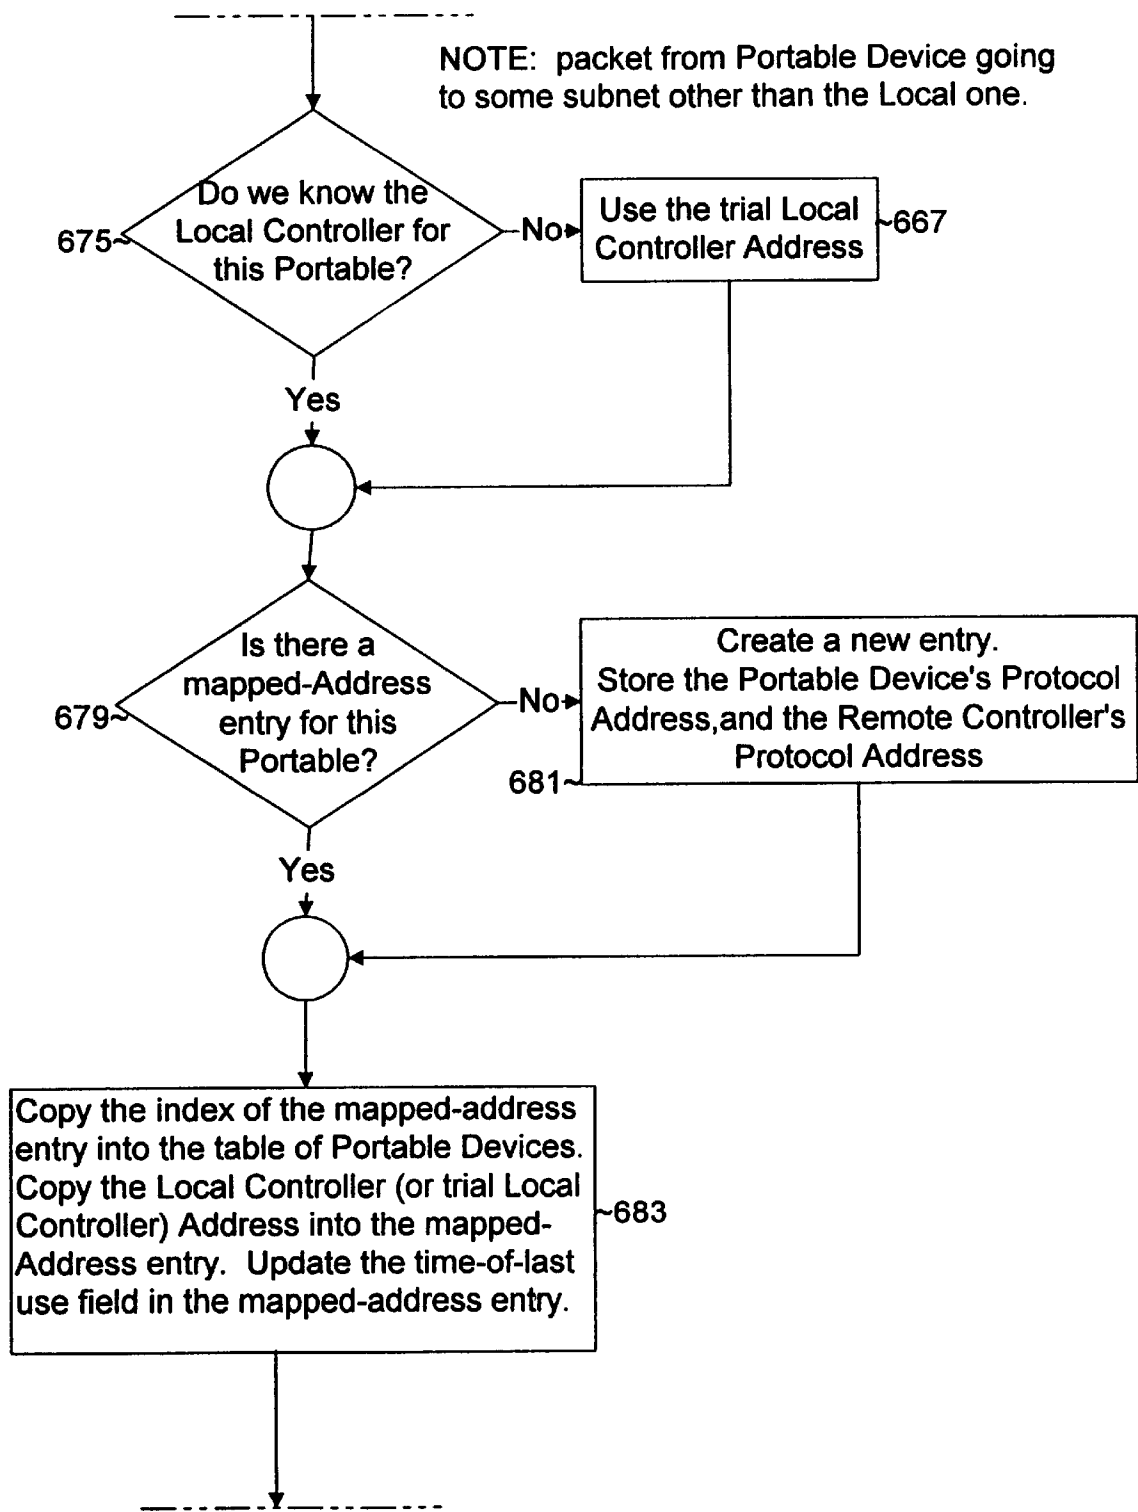 NOTE:  packet from Portable Device going
to some subnet other than the Local one.
Do we know the
Local Controller for
this Portable?
675~
No
Use the trial Local
Controller Address
~667
Yes
Is there a
mapped-Address
entry for this
Portable?
679~
No
Create a new entry.
Store the Portable Device's Protocol
Address,and the Remote Controller's
Protocol Address
681~
Yes
Copy the index of the mapped-address
entry into the table of Portable Devices.
Copy the Local Controller (or trial Local
Controller) Address into the mapped-
Address entry.  Update the time-of-last
use field in the mapped-address entry.
~683